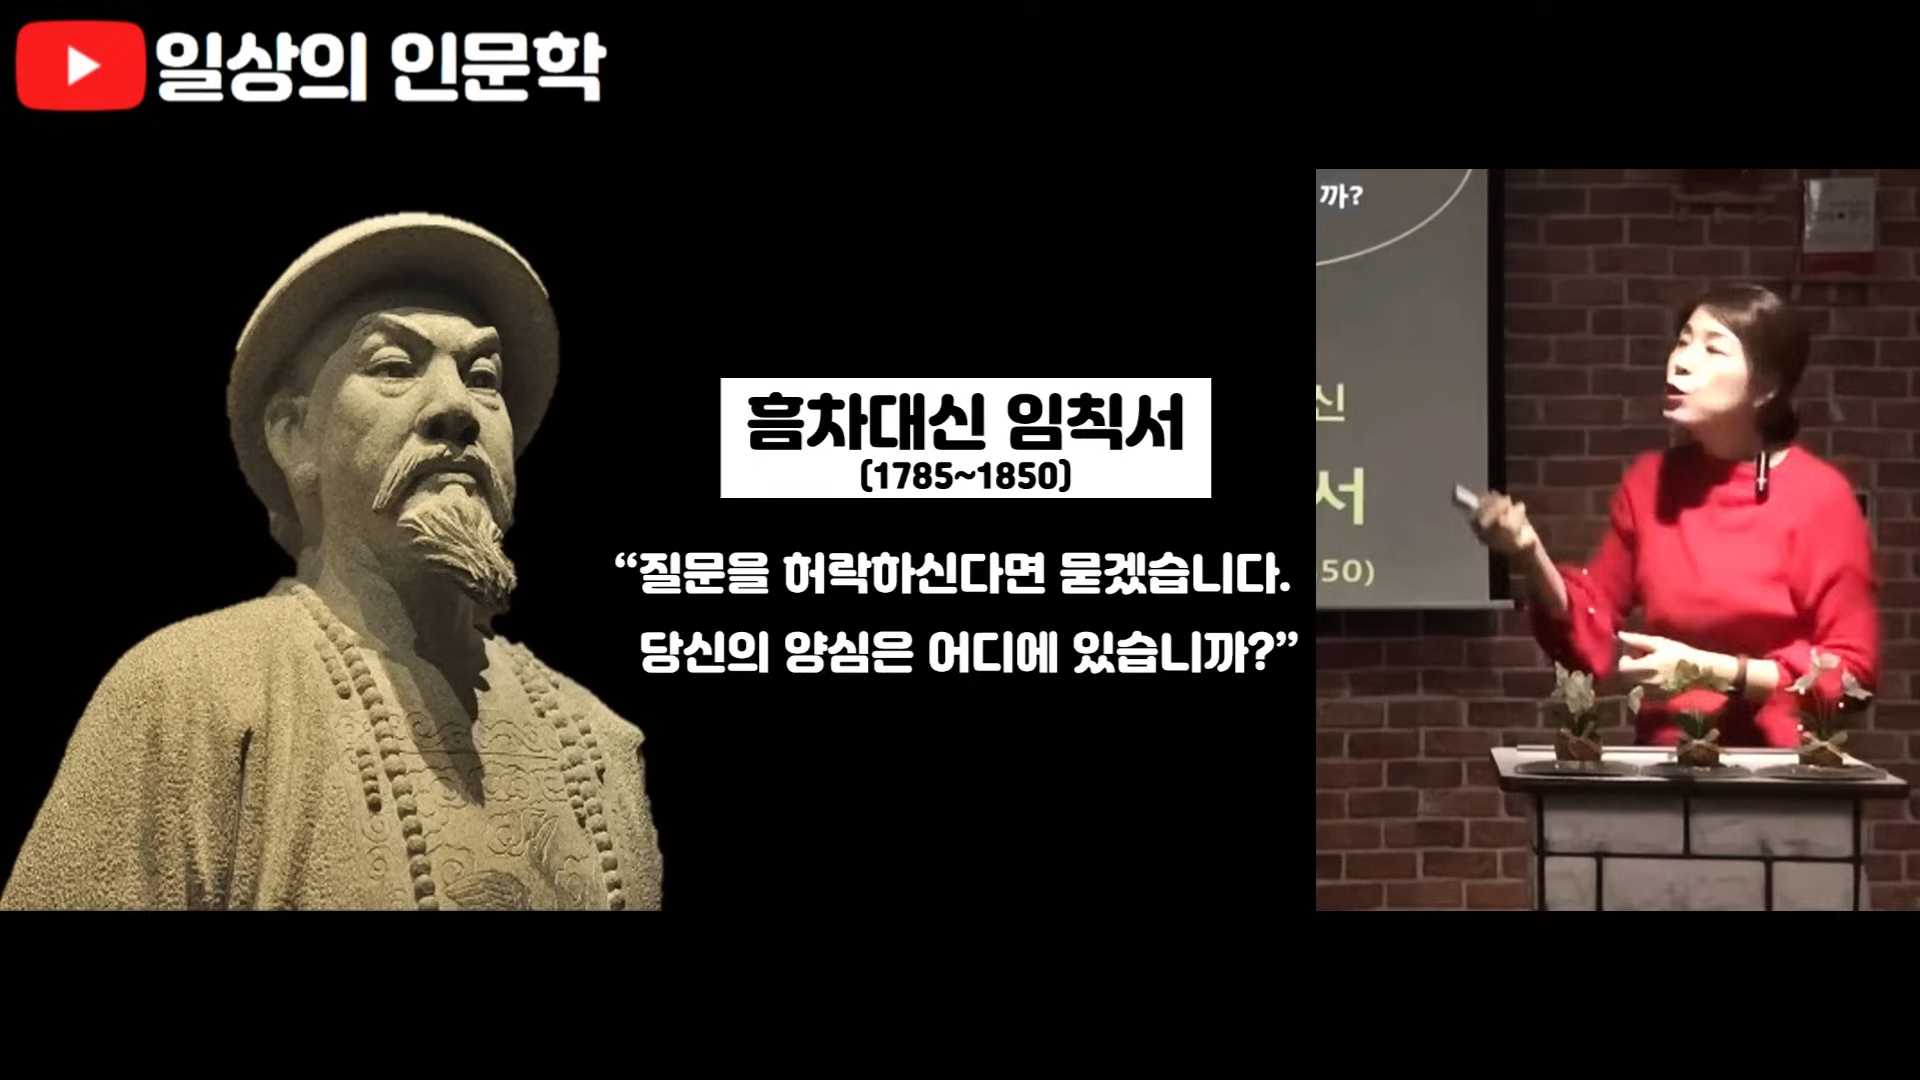 일상의 인문학
까?
흠차대신 임칙서
(1785~1850)
신
서
50)
“질문을 허락하신다면 묻겠습니다.
당신의 양심은 어디에 있습니까?”